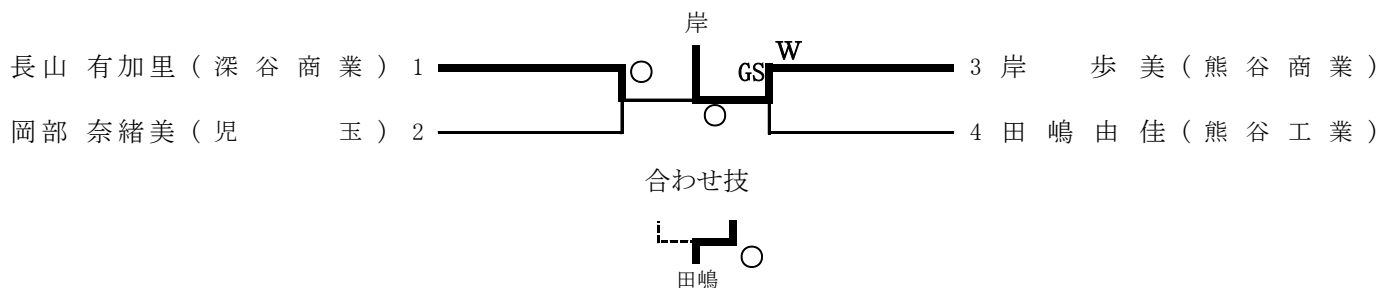 岸
長山 有加里 ( 深 谷 商 業 ) 1 ○ GS W 3 岸 歩 美 ( 熊 谷 商 業 )
○
岡部 奈緒美 ( 児 玉 ) 2 4 田 嶋 由 佳 ( 熊 谷 工 業 )
合わせ技
○
田嶋